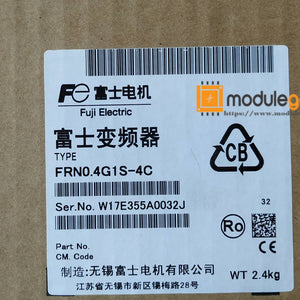 moduleg
Fe 富士电机
Fuji Electric
富士变频器
TYPE
FRN0.4G1S-4C
Ser.No. W17E355A0032J
CB
32
Ro
Part No.
CM. Code
制造:无锡富士电机有限公司
WT 2.4kg
江苏省无锡市新区锡梅路28号